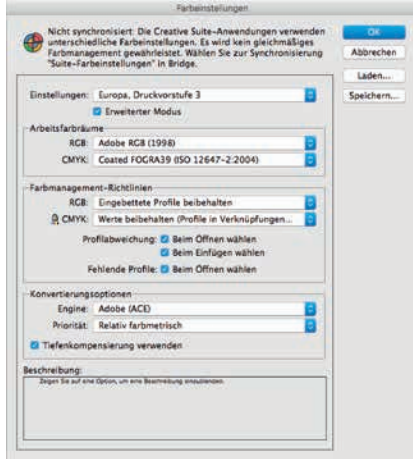 Farbeinstellungen
Nicht synchronisiert: Die Creative Suite-Anwendungen verwenden
unterschiedliche Farbeinstellungen. Es wird kein gleichmäßiges
Farbmanagement gewährleistet. Wählen Sie zur Synchronisierung
"Suite-Farbeinstellungen" in Bridge.
OK
Abbrechen
Laden...
Speichern...
Einstellungen: Europa, Druckvorstufe 3
Erweiterter Modus
Arbeitsfarbräume
RGB: Adobe RGB (1998)
CMYK: Coated FOGRA39 (ISO 12647-2:2004)
Farbmanagement-Richtlinien
RGB: Eingebettete Profile beibehalten
CMYK: Werte beibehalten (Profile in Verknüpfungen...
Profilabweichung: Beim Öffnen wählen
Beim Einfügen wählen
Fehlende Profile: Beim Öffnen wählen
Konvertierungsoptionen
Engine: Adobe (ACE)
Priorität: Relativ farbmetrisch
Tiefenkompensierung verwenden
Beschreibung:
Zeigen Sie auf eine Option, um eine Beschreibung einzublenden.